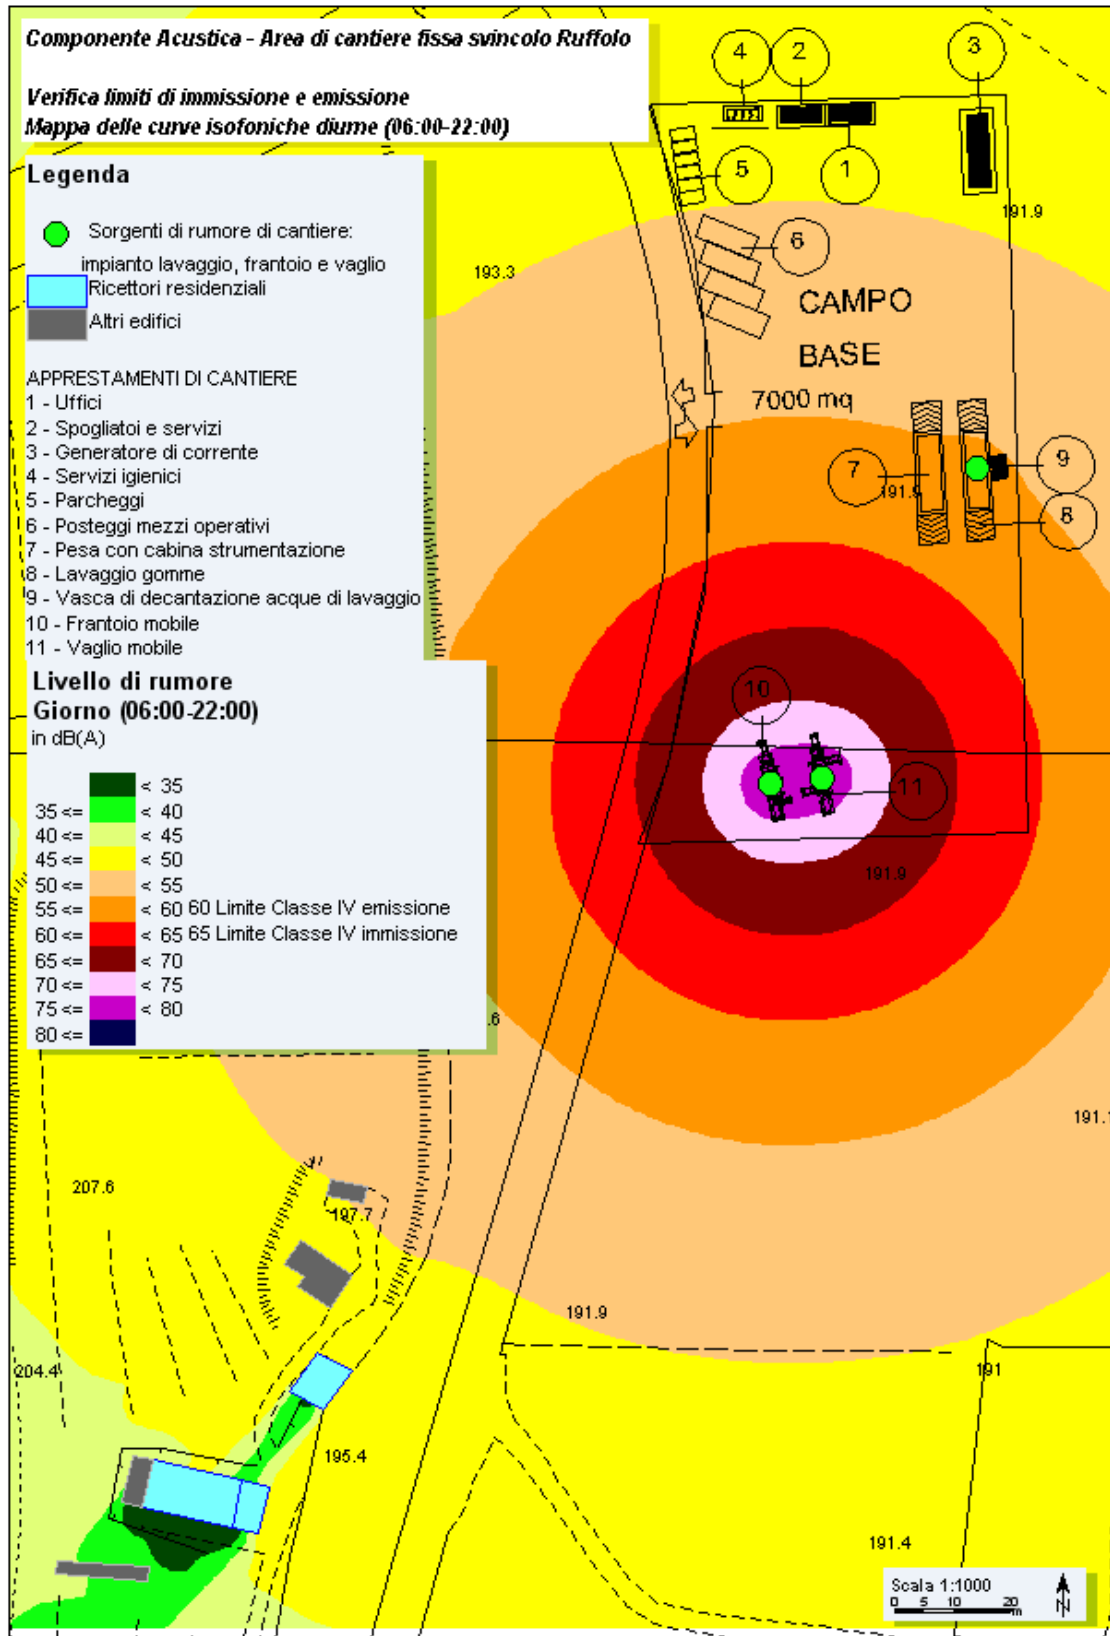 Componente Acustica - Area di cantiere fissa svincolo Ruffolo
Verifica limiti di immissione e emissione
Mappa delle curve isofoniche diurne (06:00-22:00)
Legenda
Sorgenti di rumore di cantiere:
impianto lavaggio, frantoio e vaglio
Ricettori residenziali
Altri edifici
APPRESTAMENTI DI CANTIERE
1 - Uffici
2 - Spogliatoi e servizi
3 - Generatore di corrente
4 - Servizi igienici
5 - Parcheggi
6 - Posteggi mezzi operativi
7 - Pesa con cabina strumentazione
8 - Lavaggio gomme
9 - Vasca di decantazione acque di lavaggio
10 - Frantoio mobile
11 - Vaglio mobile
Livello di rumore
Giorno (06:00-22:00)
in dB(A)
< 35
35 <= < 40
40 <= < 45
45 <= < 50
50 <= < 55
55 <= < 60 60 Limite Classe IV emissione
60 <= < 65 65 Limite Classe IV immissione
65 <= < 70
70 <= < 75
75 <= < 80
80 <=
4
2
3
5
1
191.9
6
193.3
CAMPO
BASE
7000 mq
7
191.9
9
8
10
11
191.9
.6
191.1
207.6
197.7
191.9
204.4
191
195.4
191.4
Scala 1:1000
0 5 10 20
m
N